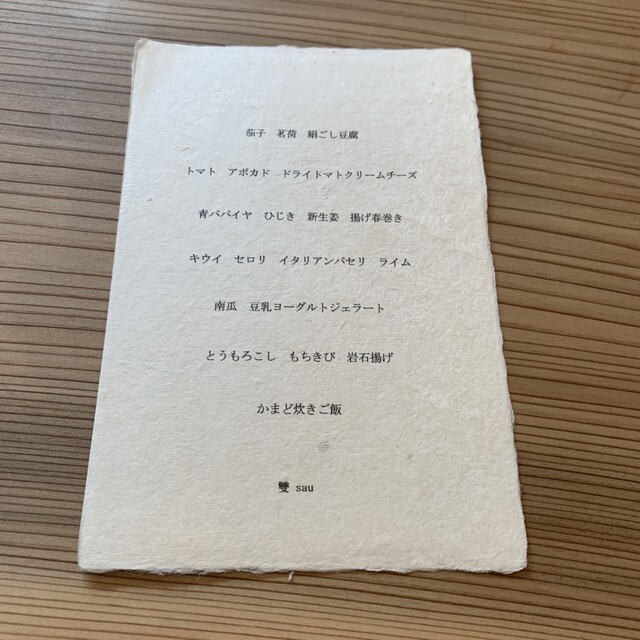 茄子 茗荷 絹ごし豆腐
トマト アボカド ドライトマトクリームチーズ
青パパイヤ ひじき 新生姜 揚げ春巻き
キウイ セロリ イタリアンパセリ ライム
南瓜 豆乳ヨーグルトジェラート
とうもろこし もちきび 岩石揚げ
かまど炊きご飯
雙 sau